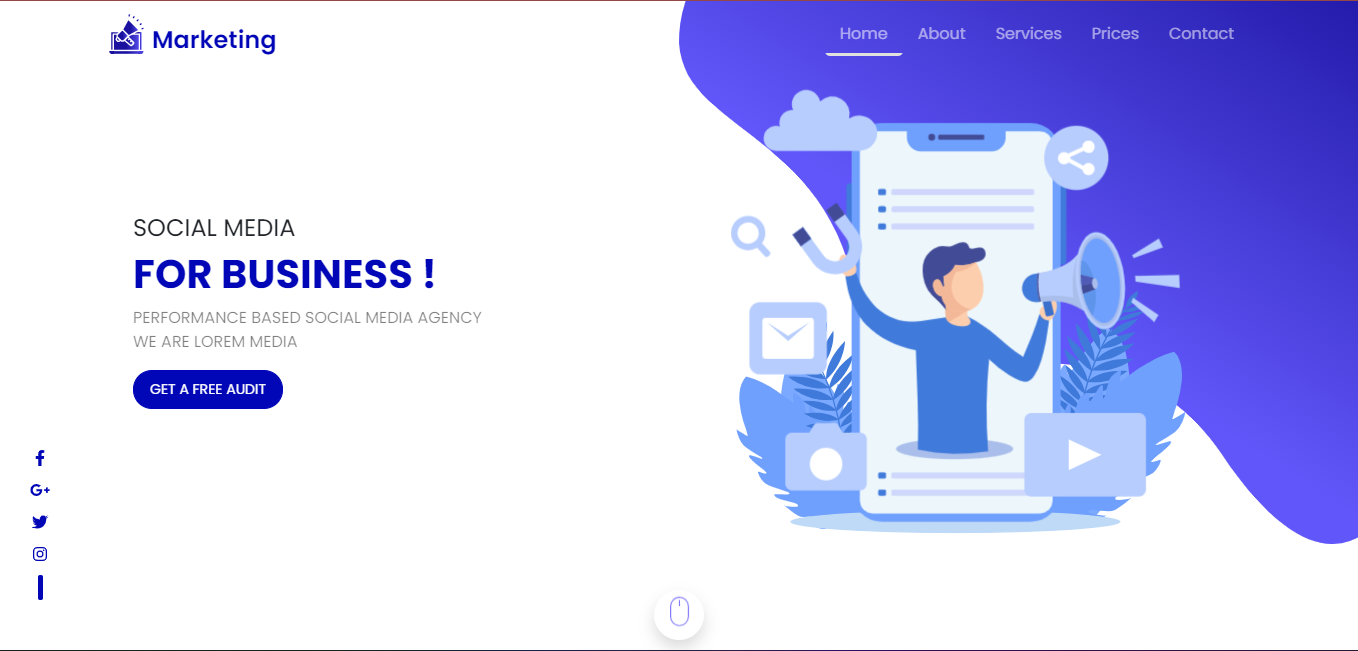 Marketing
Home About Services Prices Contact
SOCIAL MEDIA
FOR BUSINESS !
PERFORMANCE BASED SOCIAL MEDIA AGENCY
WE ARE LOREM MEDIA
GET A FREE AUDIT
G+